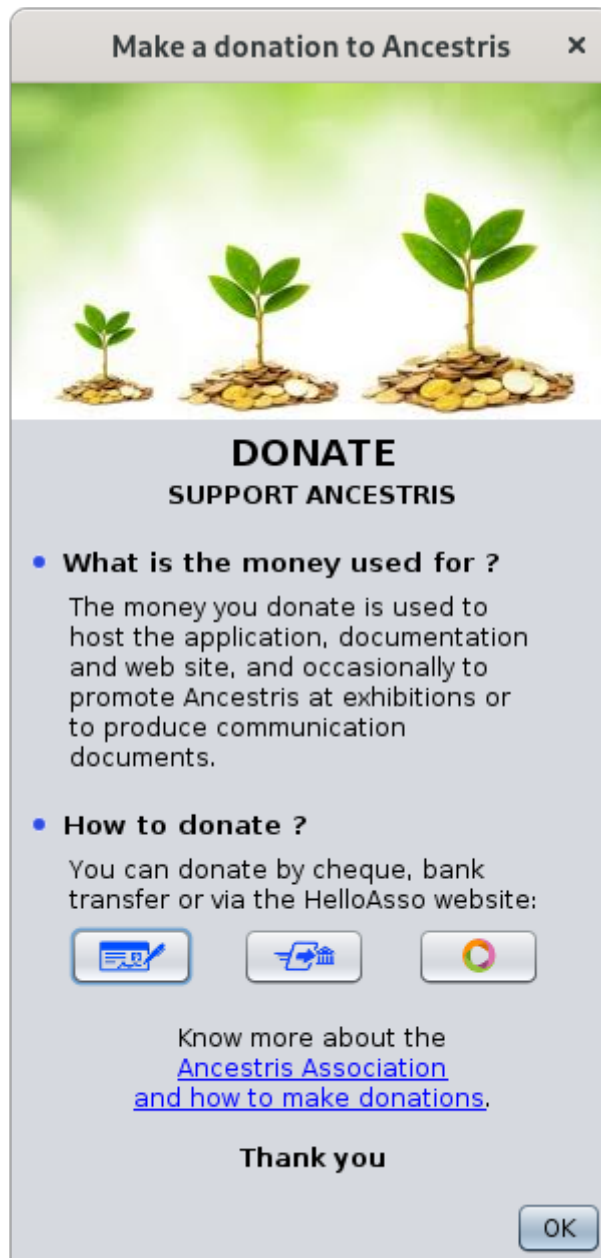 Make a donation to Ancestris
DONATE
SUPPORT ANCESTRIS
What is the money used for ?
The money you donate is used to
host the application, documentation
and web site, and occasionally to
promote Ancestris at exhibitions or
to produce communication
documents.
How to donate ?
You can donate by cheque, bank
transfer or via the HelloAsso website:
Know more about the
Ancestris Association
and how to make donations.
Thank you
OK